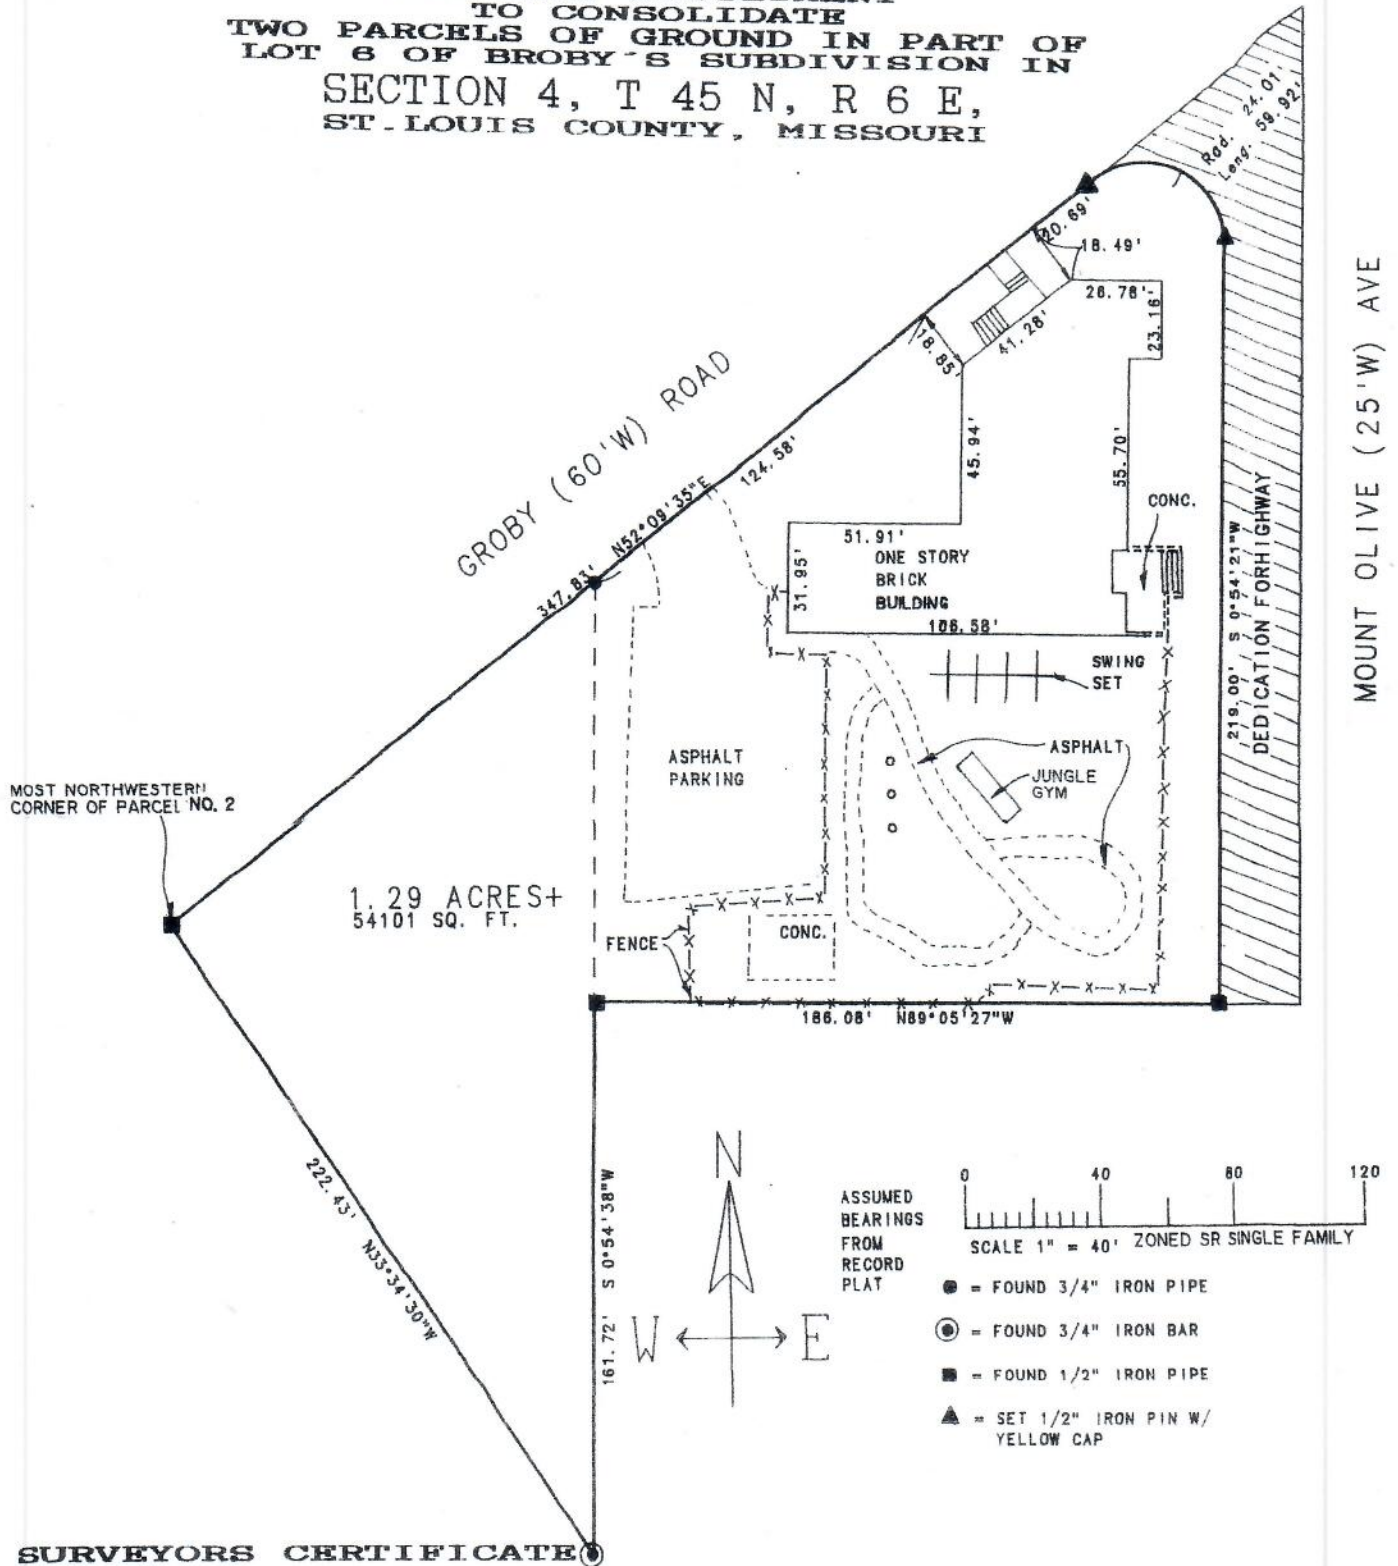 TO CONSOLIDATE
TWO PARCELS OF GROUND IN PART OF
LOT 6 OF BROBY'S SUBDIVISION IN
SECTION 4, T 45 N, R 6 E,
ST. LOUIS COUNTY, MISSOURI
Rad. 24.01'
Leng. 59.92'
20.69'
18.49'
26.78'
23.16'
41.28'
18.85'
MOUNT OLIVE (25'W) AVE
GROBY (60'W) ROAD
45.94'
55.70'
124.58'
N52°09'35"E
347.83'
CONC.
51.91'
ONE STORY
BRICK
BUILDING
31.95'
106.58'
219.00' S 0°54'21"W
DEDICATION FORHIGHWAY
SWING
SET
ASPHALT
PARKING
ASPHALT
JUNGLE
GYM
MOST NORTHWESTERN
CORNER OF PARCEL NO. 2
1.29 ACRES+
54101 SQ. FT.
FENCE
CONC.
186.08' N89°05'27"W
222.43' N33°34'30"W
161.72' S 0°54'38"W
N
W E
ASSUMED
BEARINGS
FROM
RECORD
PLAT
0 40 80 120
SCALE 1" = 40' ZONED SR SINGLE FAMILY
= FOUND 3/4" IRON PIPE
= FOUND 3/4" IRON BAR
= FOUND 1/2" IRON PIPE
= SET 1/2" IRON PIN W/
YELLOW CAP
SURVEYORS CERTIFICATE